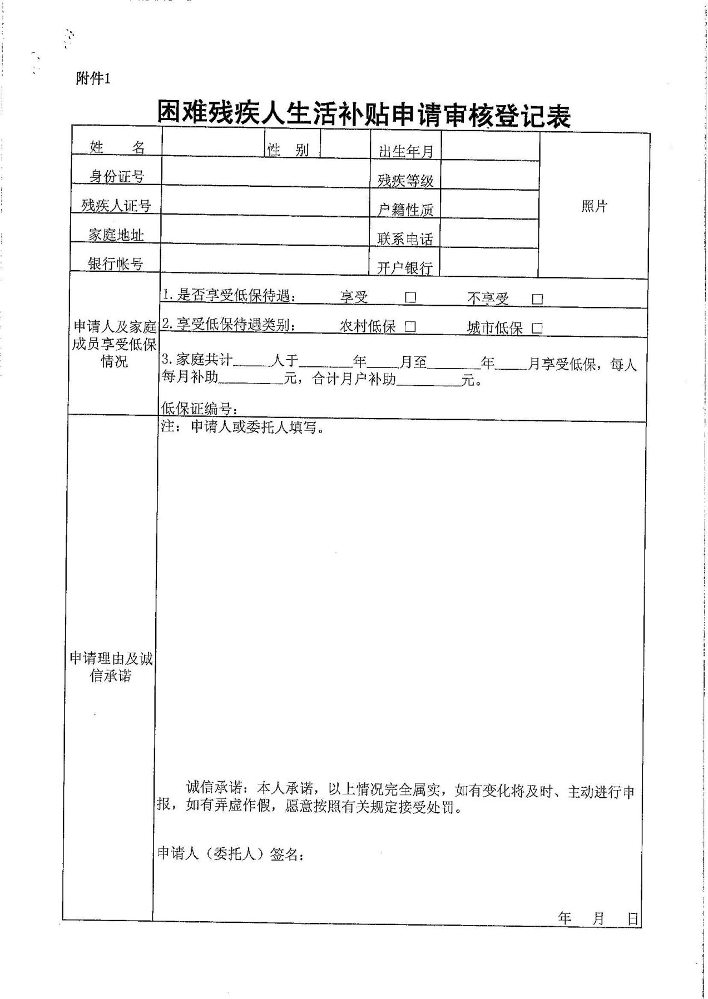 附件1
困难残疾人生活补贴申请审核登记表
姓 名 性 别 出生年月
身份证号 残疾等级
残疾人证号 户籍性质 照片
家庭地址 联系电话
银行帐号 开户银行
1.是否享受低保待遇： 享受 □ 不享受 □
申请人及家庭
成员享受低保
情况
2.享受低保待遇类别： 农村低保 □ 城市低保 □
3.家庭共计_____人于_______年____月至_______年____月享受低保，每人
每月补助_________元，合计月户补助_________元。
低保证编号：
注：申请人或委托人填写。
申请理由及诚
信承诺
诚信承诺：本人承诺，以上情况完全属实，如有变化将及时、主动进行申
报，如有弄虚作假，愿意按照有关规定接受处罚。
申请人（委托人）签名：
年 月 日